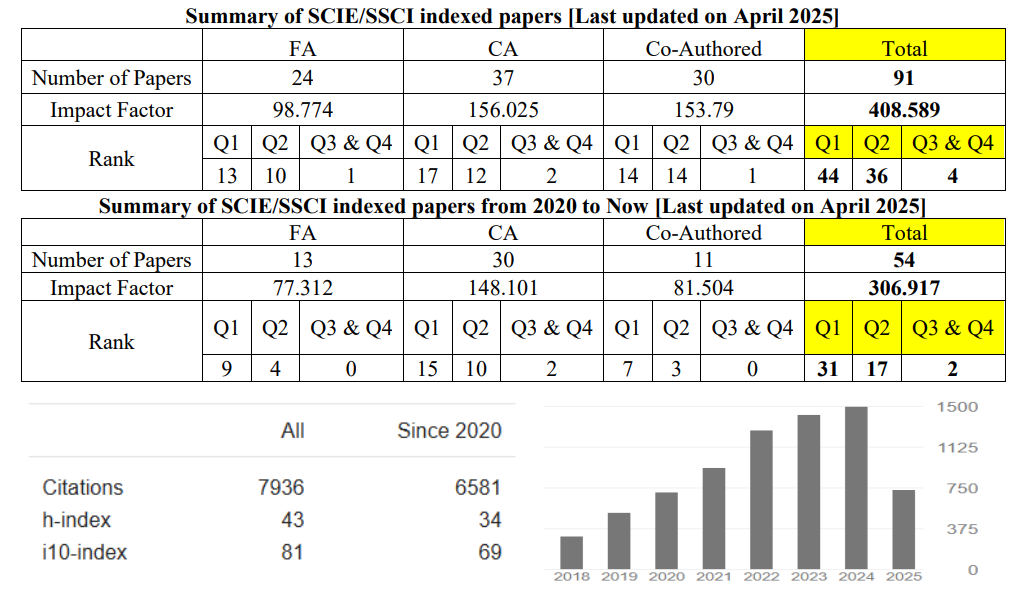 Summary of SCIE/SSCI indexed papers [Last updated on April 2025]
FA CA Co-Authored Total
Number of Papers 24 37 30 91
Impact Factor 98.774 156.025 153.79 408.589
Rank Q1 Q2 Q3 & Q4 Q1 Q2 Q3 & Q4 Q1 Q2 Q3 & Q4 Q1 Q2 Q3 & Q4
13 10 1 17 12 2 14 14 1 44 36 4
Summary of SCIE/SSCI indexed papers from 2020 to Now [Last updated on April 2025]
FA CA Co-Authored Total
Number of Papers 13 30 11 54
Impact Factor 77.312 148.101 81.504 306.917
Rank Q1 Q2 Q3 & Q4 Q1 Q2 Q3 & Q4 Q1 Q2 Q3 & Q4 Q1 Q2 Q3 & Q4
9 4 0 15 10 2 7 3 0 31 17 2
All Since 2020
Citations 7936 6581
h-index 43 34
i10-index 81 69
1500
1125
750
375
0
2018 2019 2020 2021 2022 2023 2024 2025